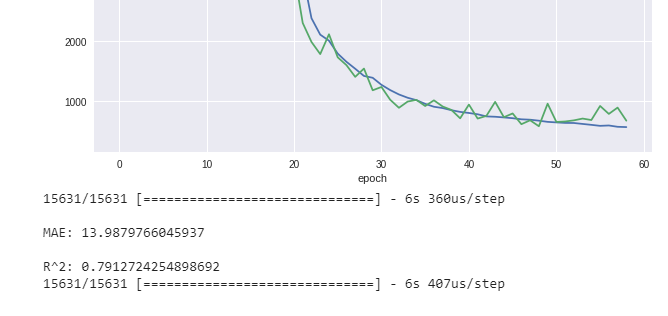 2000
1000
0 10 20 30 40 50 60
epoch
15631/15631 [==============================] - 6s 360us/step
MAE: 13.9879766045937
R^2: 0.7912724254898692
15631/15631 [==============================] - 6s 407us/step